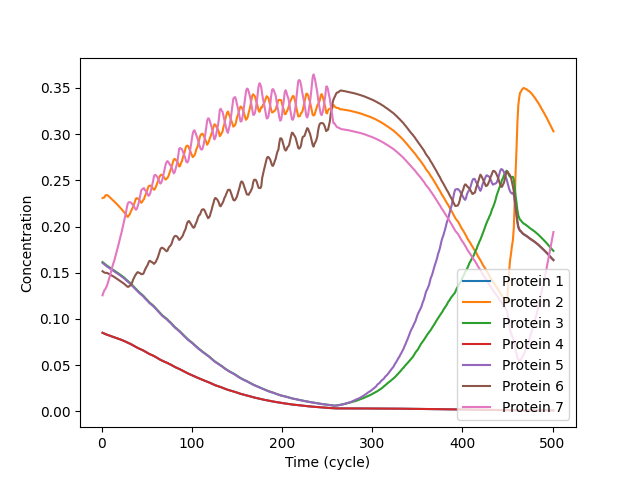 0.35
0.30
0.25
0.20
0.15
0.10
0.05
0.00
Concentration
0
100
200
300
400
500
Time (cycle)
Protein 1
Protein 2
Protein 3
Protein 4
Protein 5
Protein 6
Protein 7